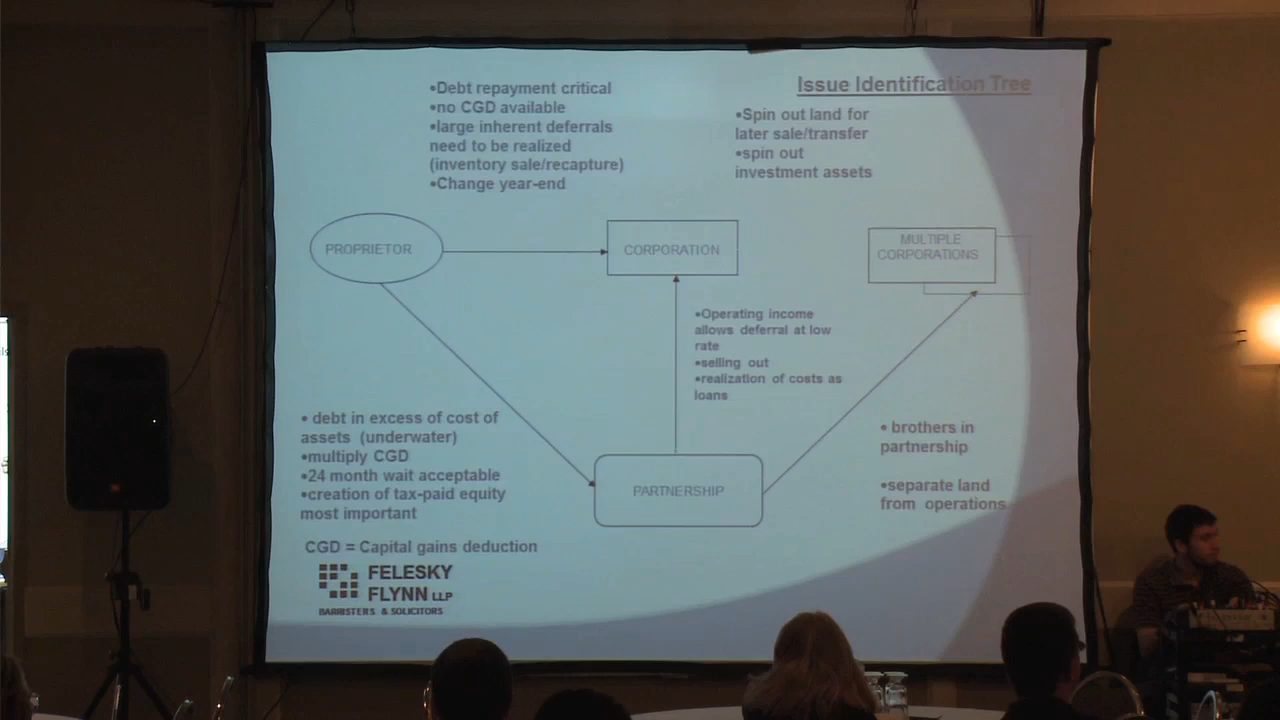 Issue Identification Tree
•Debt repayment critical
•no CGD available
•large inherent deferrals
need to be realized
(inventory sale/recapture)
•Change year-end
•Spin out land for
later sale/transfer
•spin out
investment assets
PROPRIETOR
CORPORATION
MULTIPLE
CORPORATIONS
•Operating income
allows deferral at low
rate
•selling out
•realization of costs as
loans
• debt in excess of cost of
assets (underwater)
•multiply CGD
•24 month wait acceptable
•creation of tax-paid equity
most important
PARTNERSHIP
• brothers in
partnership
•separate land
from operations
CGD = Capital gains deduction
FELESKY
FLYNN LLP
BARRISTERS & SOLICITORS